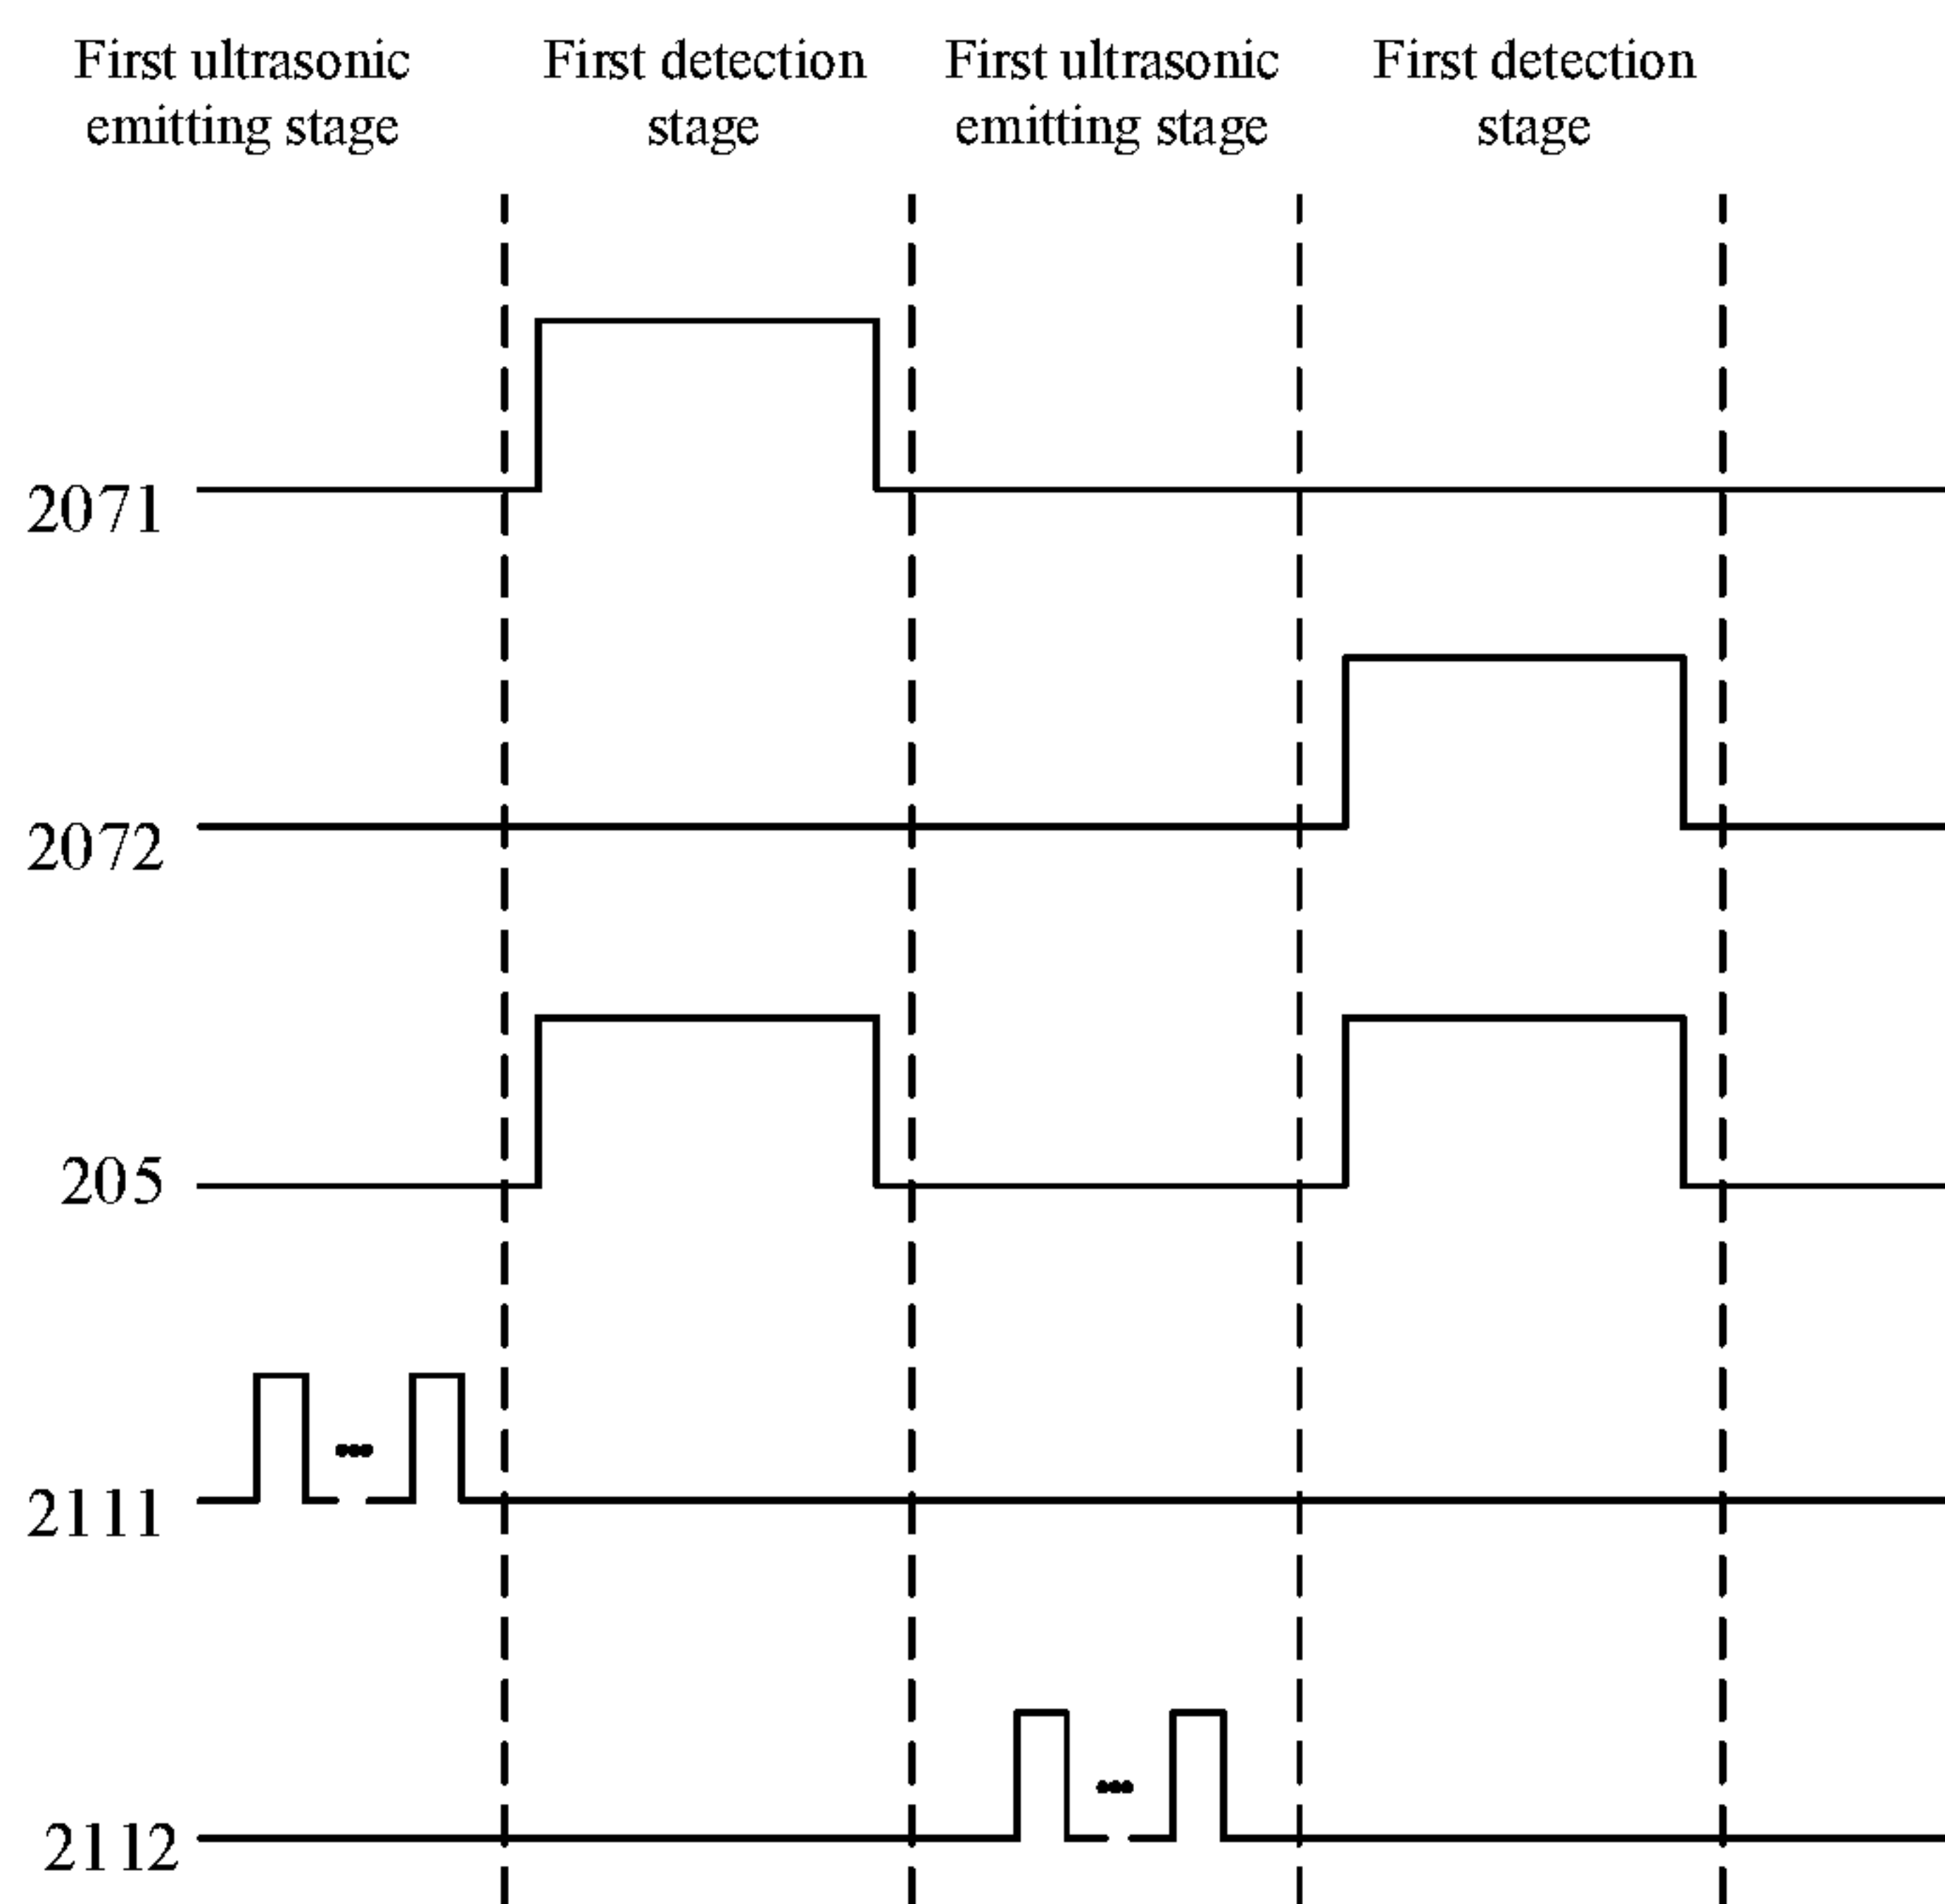 First ultrasonic
emitting stage
First detection
stage
First ultrasonic
emitting stage
First detection
stage
2071
2072
205
2111
2112